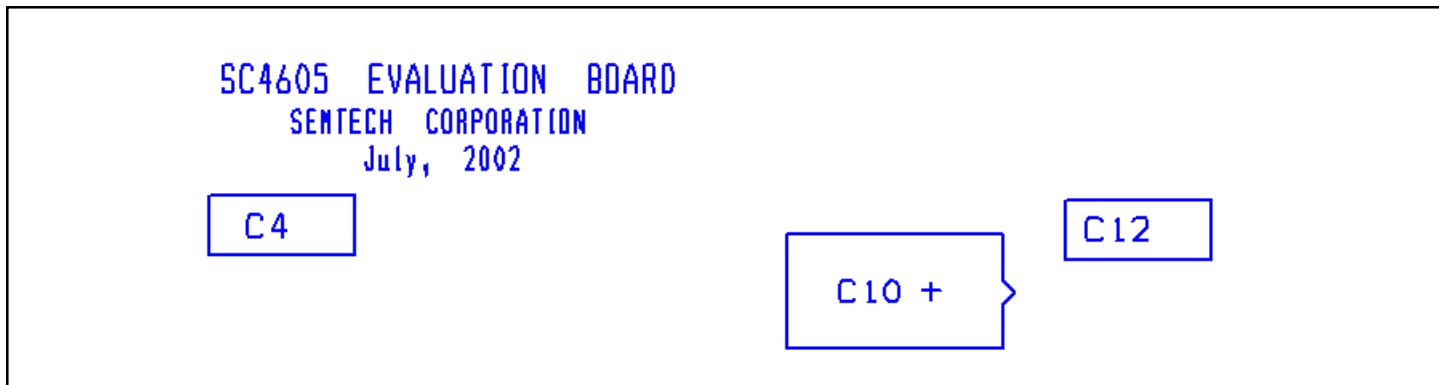 SC4605 EVALUATION BOARD
SEMTECH CORPORATION
July, 2002
C4
C12
C10 +